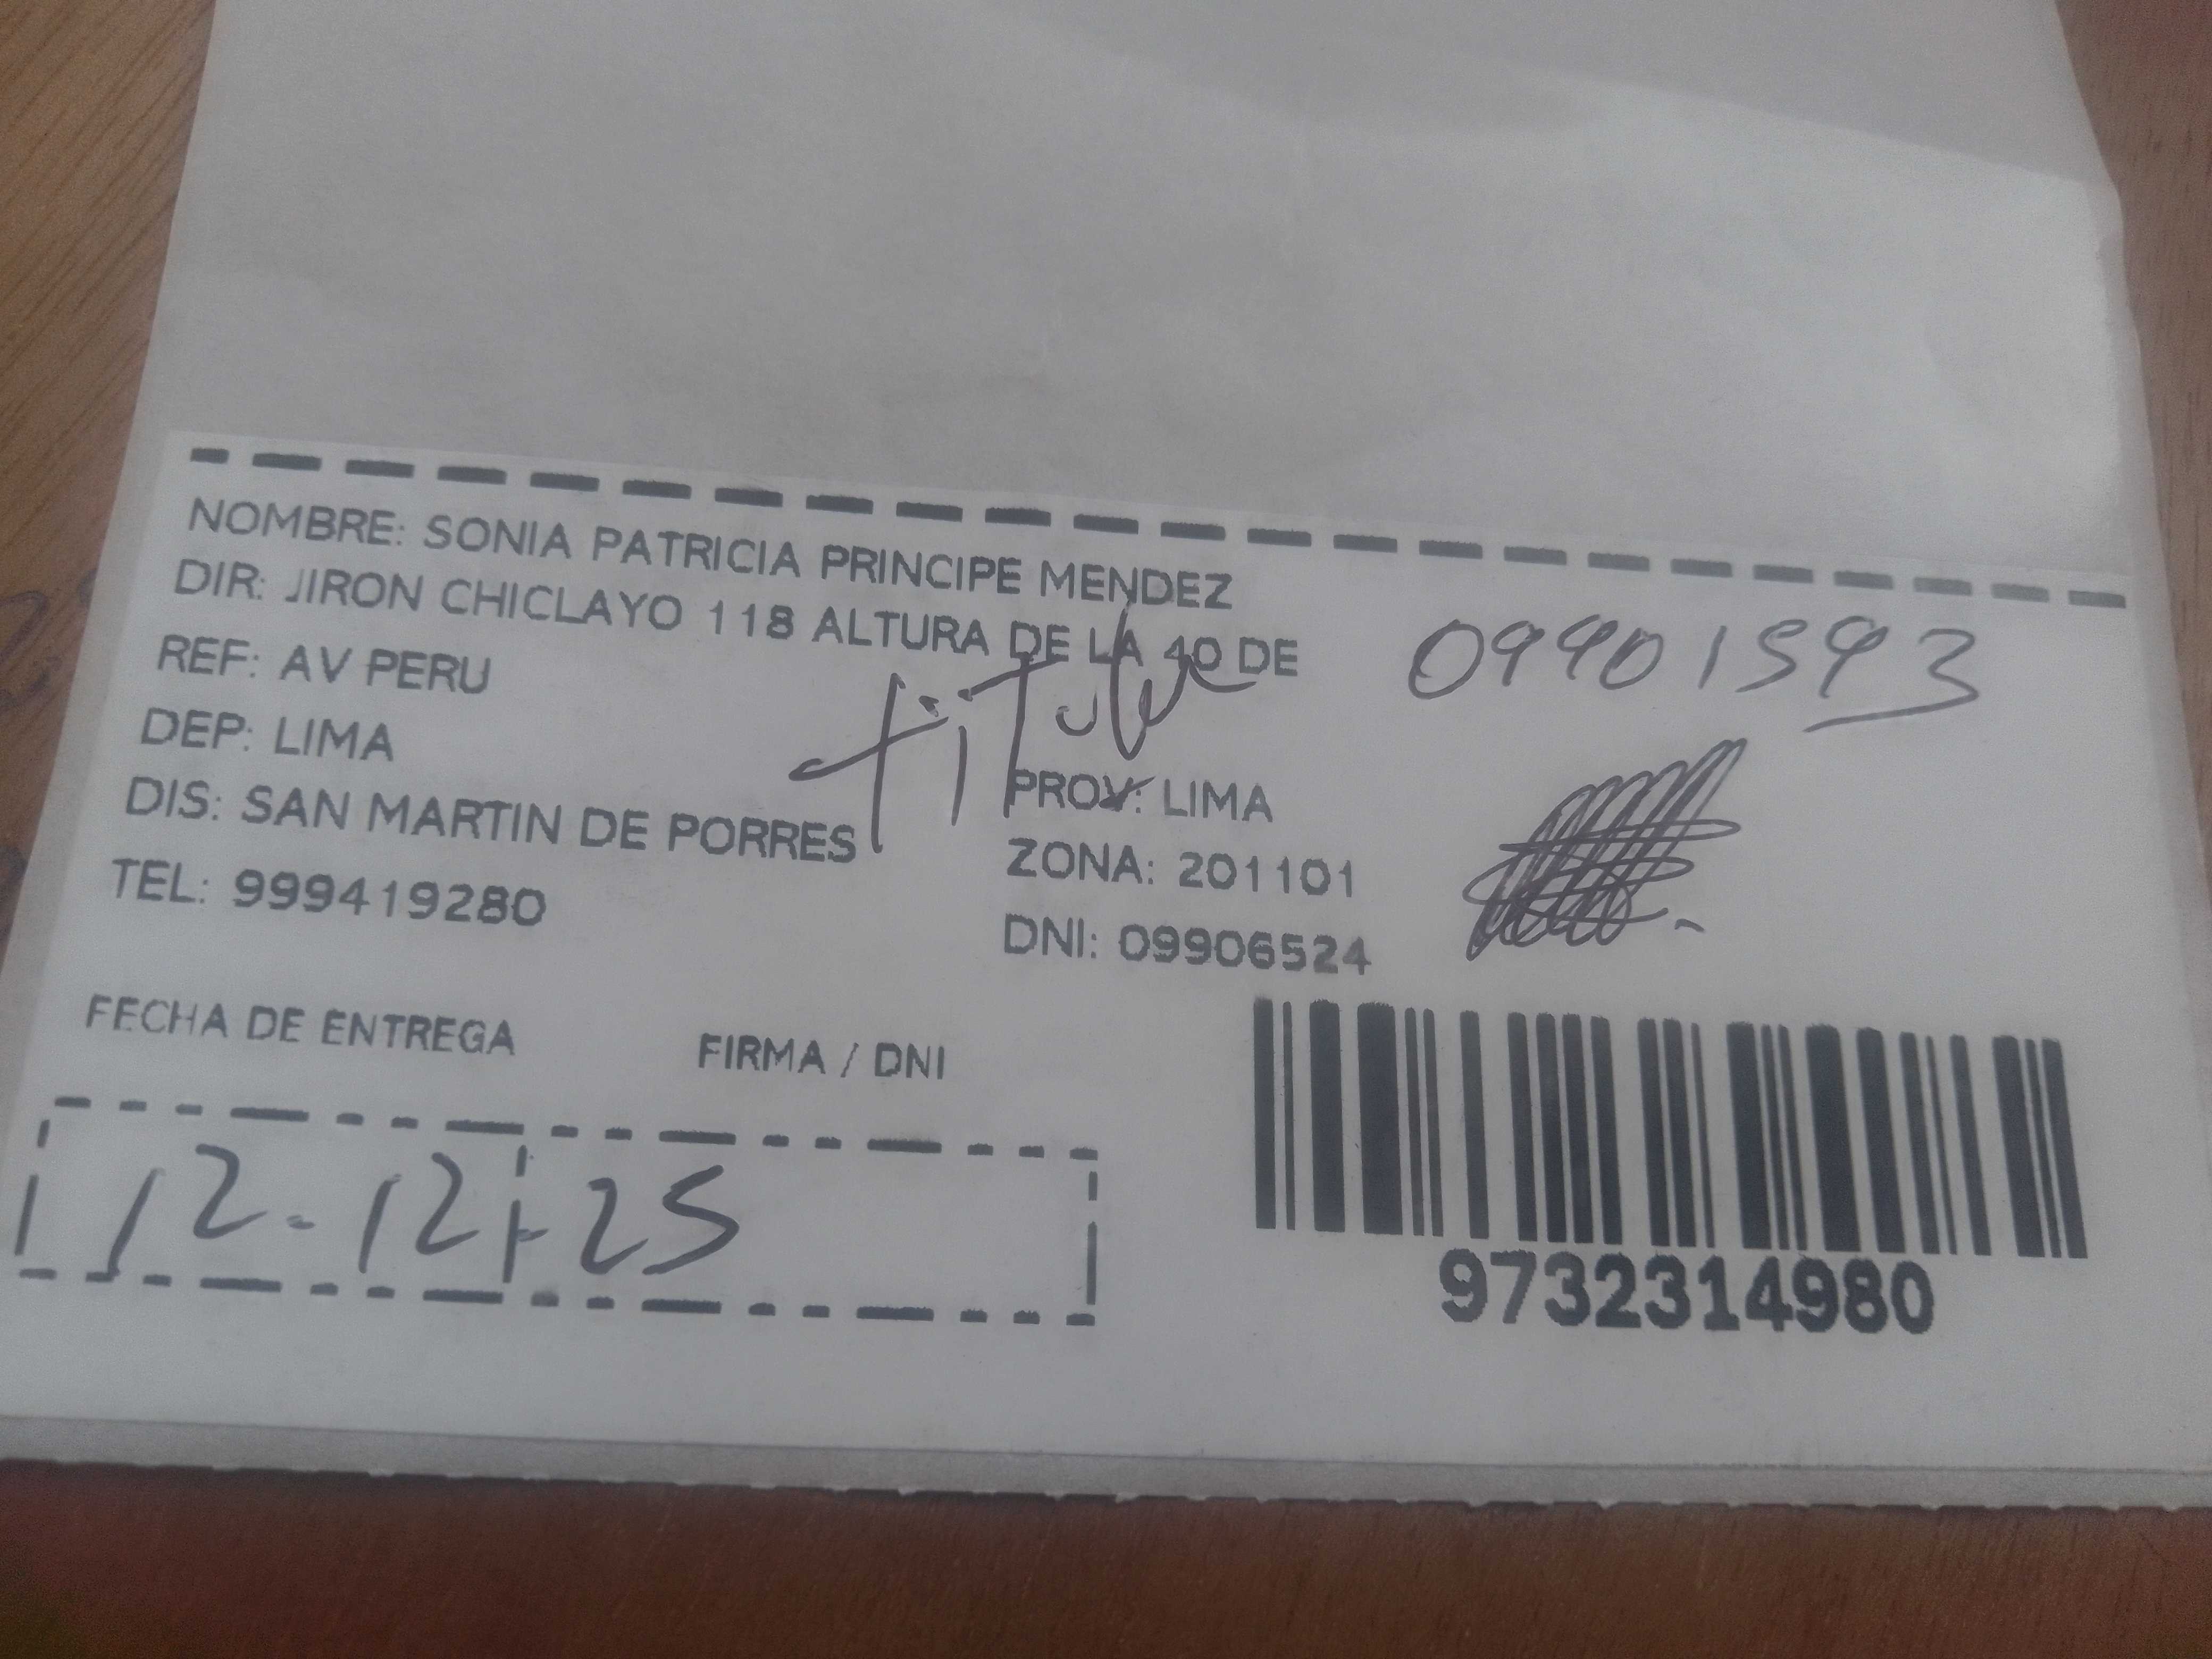 NOMBRE: SONIA PATRICIA PRINCIPE MENDEZ
DIR: JIRON CHICLAYO 118 ALTURA DE LA 40 DE
REF: AV PERU
09901593
Titular
DEP: LIMA
PROV: LIMA
DIS: SAN MARTIN DE PORRES
ZONA: 201101
TEL: 999419280
DNI: 09906524
FECHA DE ENTREGA
FIRMA / DNI
12-12-25
9732314980